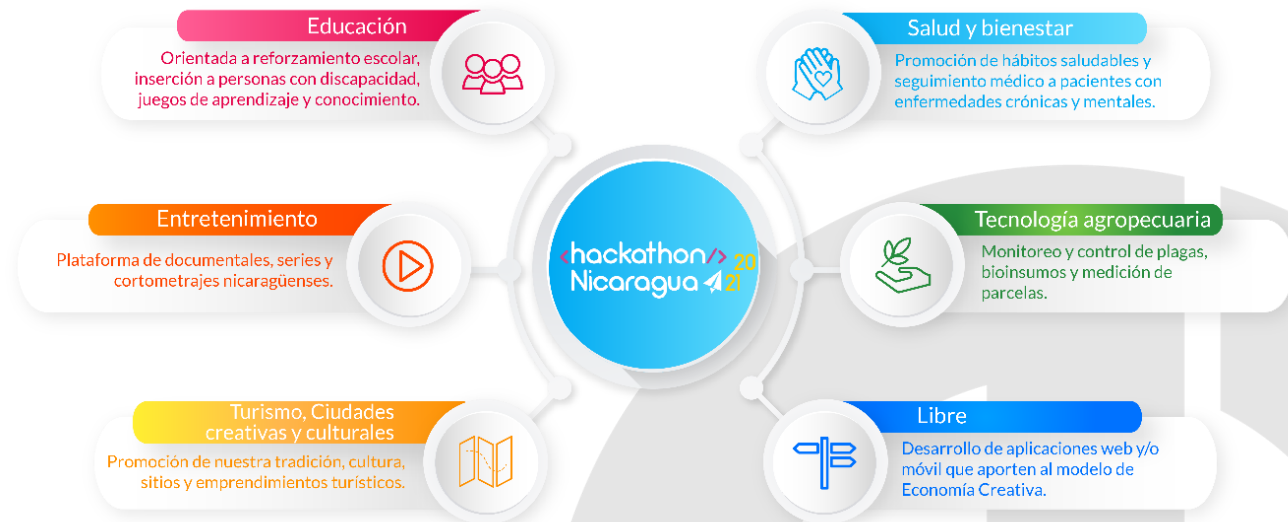 Educación
Orientada a reforzamiento escolar,
inserción a personas con discapacidad,
juegos de aprendizaje y conocimiento.
Salud y bienestar
Promoción de hábitos saludables y
seguimiento médico a pacientes con
enfermedades crónicas y mentales.
Entretenimiento
Plataforma de documentales, series y
cortometrajes nicaragüenses.
<hackathon/> 20
Nicaragua 21
Tecnología agropecuaria
Monitoreo y control de plagas,
bioinsumos y medición de
parcelas.
Turismo, Ciudades
creativas y culturales
Promoción de nuestra tradición, cultura,
sitios y emprendimientos turísticos.
Libre
Desarrollo de aplicaciones web y/o
móvil que aporten al modelo de
Economía Creativa.